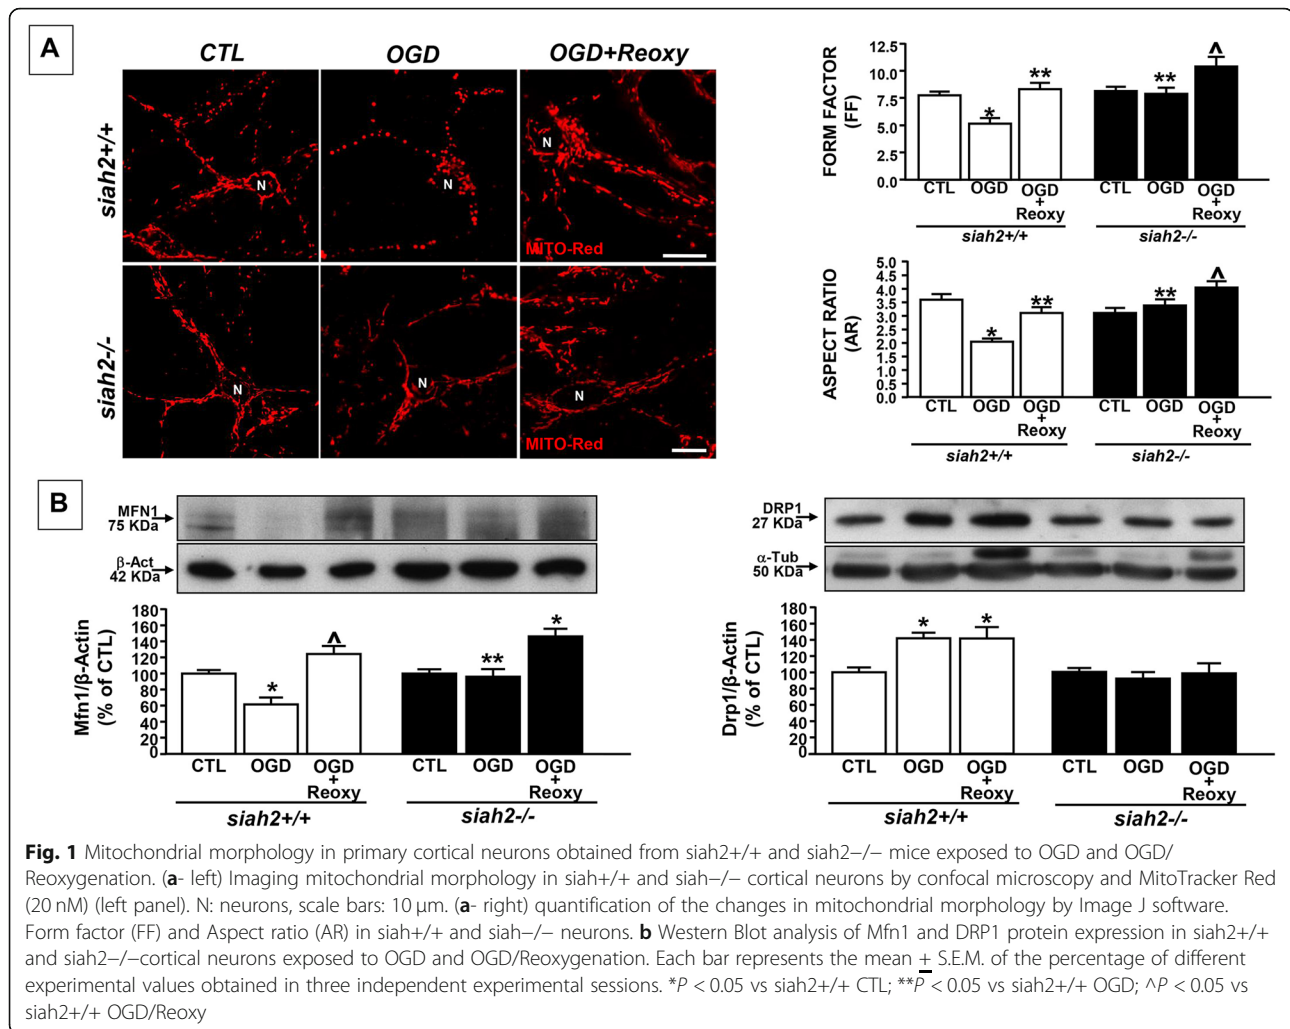 A
CTL OGD OGD+Reoxy
siah2+/+
N N N
MITO-Red
siah2-/-
N N N
MITO-Red
FORM FACTOR
(FF)
12.5
10.0
7.5
5.0
2.5
0.0
* ** ** ^
CTL OGD OGD CTL OGD OGD
+ +
Reoxy Reoxy
siah2+/+ siah2-/-
ASPECT RATIO
(AR)
5.0
4.5
4.0
3.5
3.0
2.5
2.0
1.5
1.0
0.5
0.0
* ** ** ^
CTL OGD OGD CTL OGD OGD
+ +
Reoxy Reoxy
siah2+/+ siah2-/-
B
MFN1
75 KDa
β-Act
42 KDa
Mfn1/β-Actin
(% of CTL)
180
160
140
120
100
80
60
40
20
0
* ^ ** *
CTL OGD OGD CTL OGD OGD
+ +
Reoxy Reoxy
siah2+/+ siah2-/-
DRP1
27 KDa
α-Tub
50 KDa
Drp1/β-Actin
(% of CTL)
180
160
140
120
100
80
60
40
20
0
* *
CTL OGD OGD CTL OGD OGD
+ +
Reoxy Reoxy
siah2+/+ siah2-/-
Fig. 1 Mitochondrial morphology in primary cortical neurons obtained from siah2+/+ and siah2−/− mice exposed to OGD and OGD/
Reoxygenation. (a- left) Imaging mitochondrial morphology in siah+/+ and siah−/− cortical neurons by confocal microscopy and MitoTracker Red
(20 nM) (left panel). N: neurons, scale bars: 10 μm. (a- right) quantification of the changes in mitochondrial morphology by Image J software.
Form factor (FF) and Aspect ratio (AR) in siah+/+ and siah−/− neurons. b Western Blot analysis of Mfn1 and DRP1 protein expression in siah2+/+
and siah2−/−cortical neurons exposed to OGD and OGD/Reoxygenation. Each bar represents the mean + S.E.M. of the percentage of different
experimental values obtained in three independent experimental sessions. *P < 0.05 vs siah2+/+ CTL; **P < 0.05 vs siah2+/+ OGD; ^P < 0.05 vs
siah2+/+ OGD/Reoxy